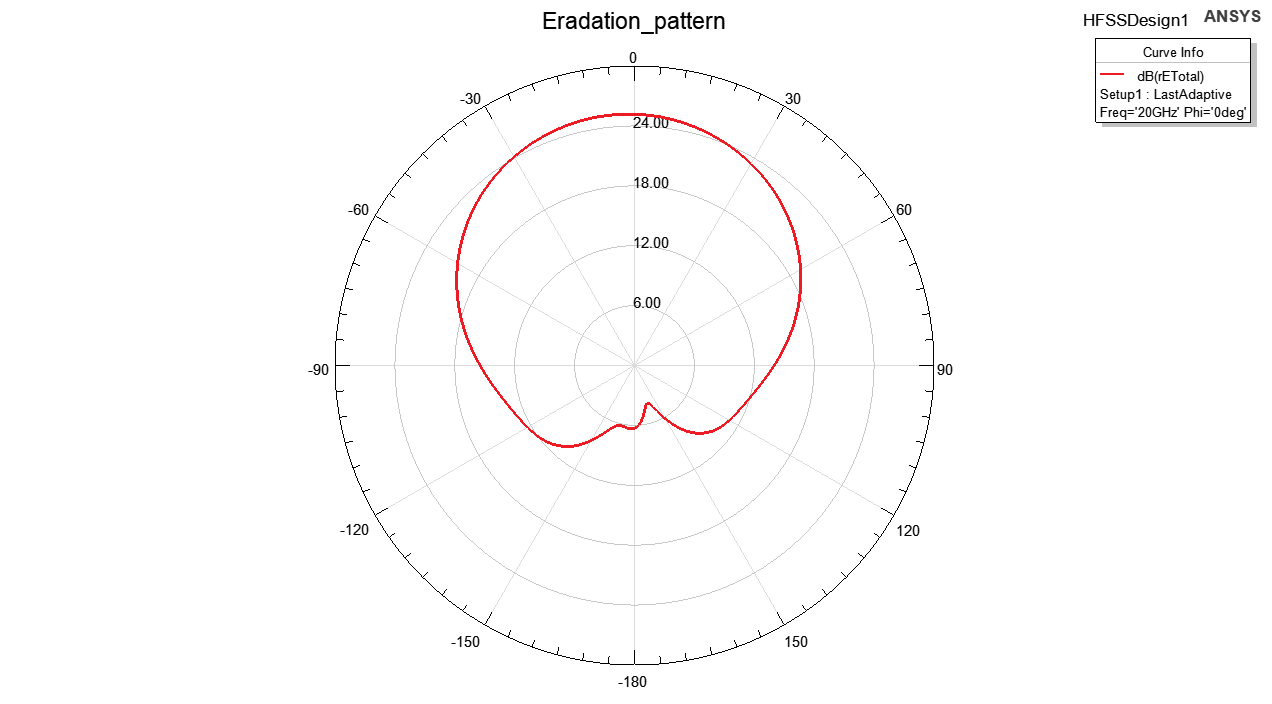 Eradation_pattern
HFSSDesign1
ANSYS
Curve Info
dB(rETotal)
Setup1 : LastAdaptive
Freq='20GHz' Phi='0deg'
0
-30
30
24.00
18.00
-60
60
12.00
6.00
-90
90
-120
120
-150
150
-180